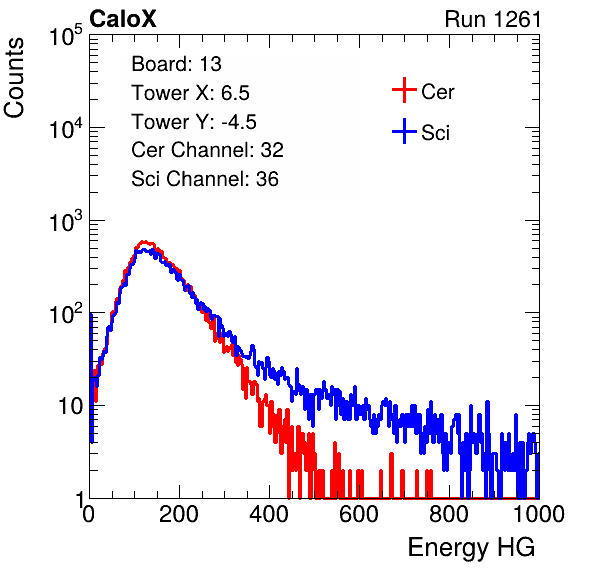 CaloX Run 1261
Counts
Board: 13
Tower X: 6.5
Tower Y: -4.5
Cer Channel: 32
Sci Channel: 36
Cer
Sci
10^5
10^4
10^3
10^2
10
1
0 200 400 600 800 1000
Energy HG